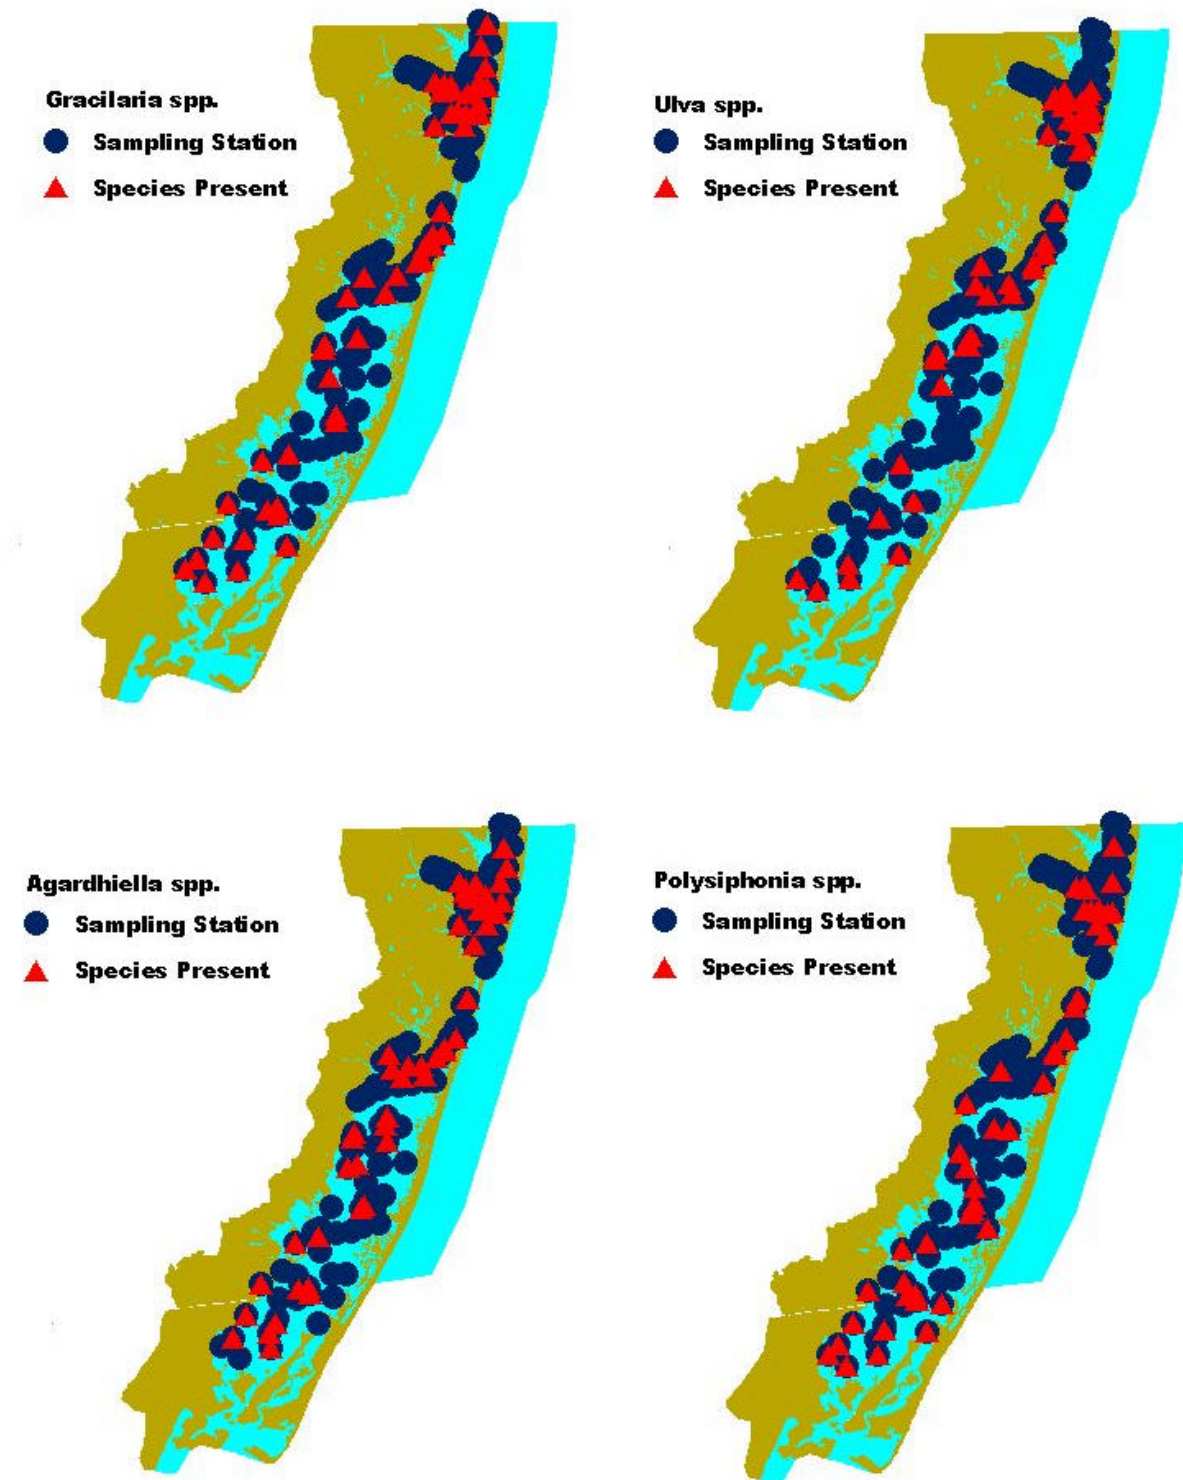 Gracilaria spp.
Sampling Station
Species Present
Ulva spp.
Sampling Station
Species Present
Agardhiella spp.
Sampling Station
Species Present
Polysiphonia spp.
Sampling Station
Species Present